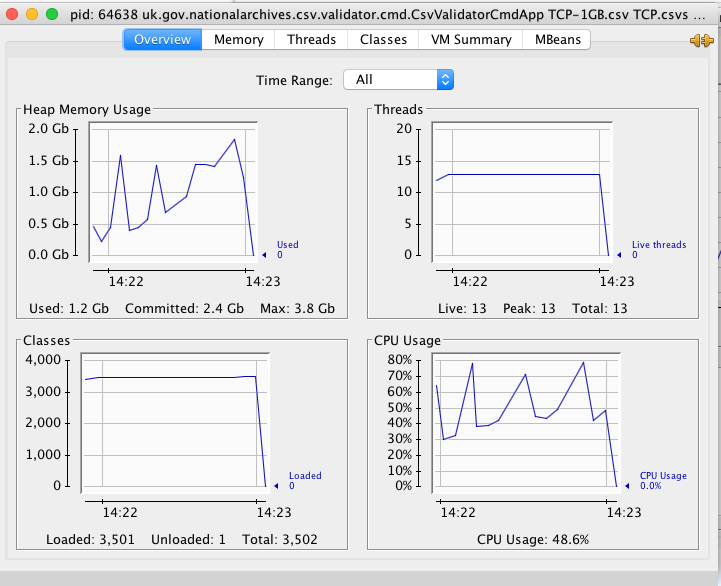 pid: 64638 uk.gov.nationalarchives.csv.validator.cmd.CsvValidatorCmdApp TCP-1GB.csv TCP.csvs ...
Overview Memory Threads Classes VM Summary MBeans
Time Range: All
Heap Memory Usage
2.0 Gb
1.5 Gb
1.0 Gb
0.5 Gb
0.0 Gb
Used
0
14:22 14:23
Used: 1.2 Gb Committed: 2.4 Gb Max: 3.8 Gb
Threads
20
15
10
5
0
Live threads
0
14:22 14:23
Live: 13 Peak: 13 Total: 13
Classes
4,000
3,000
2,000
1,000
0
Loaded
0
14:22 14:23
Loaded: 3,501 Unloaded: 1 Total: 3,502
CPU Usage
80%
70%
60%
50%
40%
30%
20%
10%
0%
CPU Usage
0.0%
14:22 14:23
CPU Usage: 48.6%